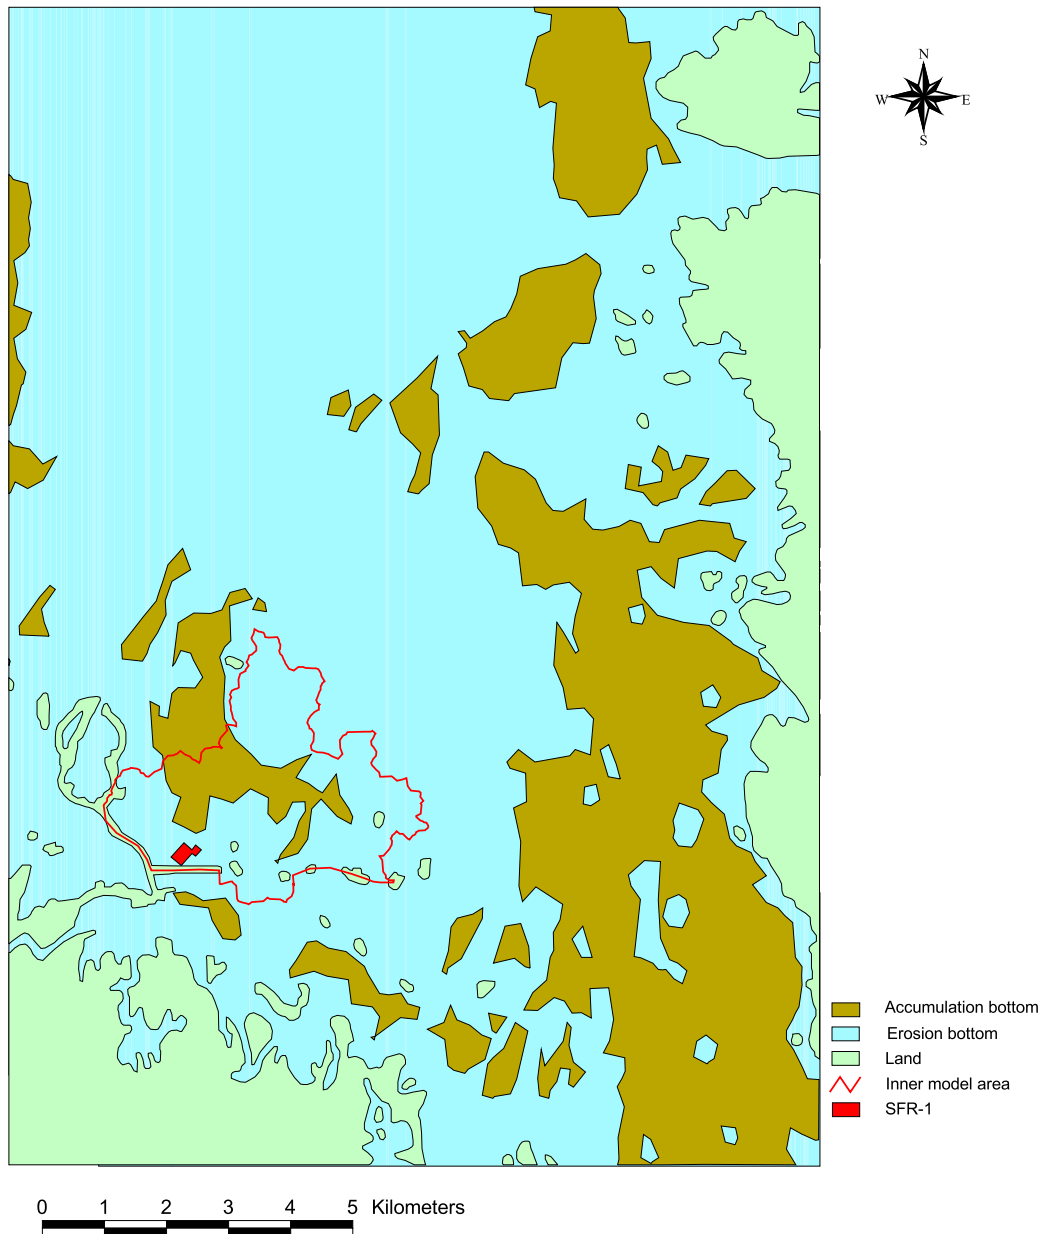 N
W E
S
Accumulation bottom
Erosion bottom
Land
Inner model area
SFR-1
0 1 2 3 4 5 Kilometers